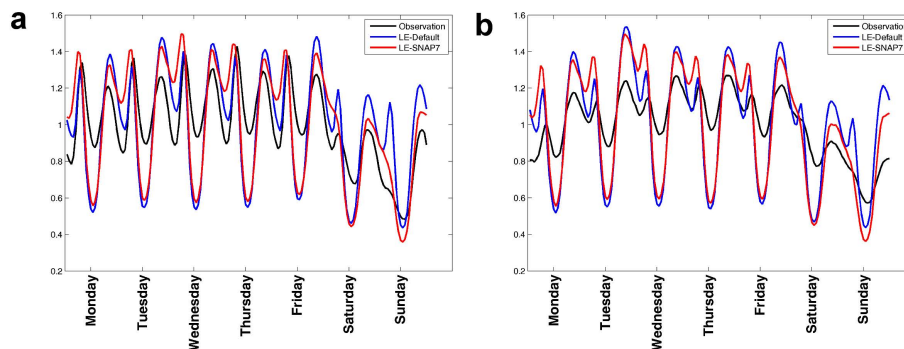 a
1.6
1.4
1.2
1
0.8
0.6
0.4
0.2
Observation
LE-Default
LE-SNAP7
Monday
Tuesday
Wednesday
Thursday
Friday
Saturday
Sunday
b
1.6
1.4
1.2
1
0.8
0.6
0.4
0.2
Observation
LE-Default
LE-SNAP7
Monday
Tuesday
Wednesday
Thursday
Friday
Saturday
Sunday